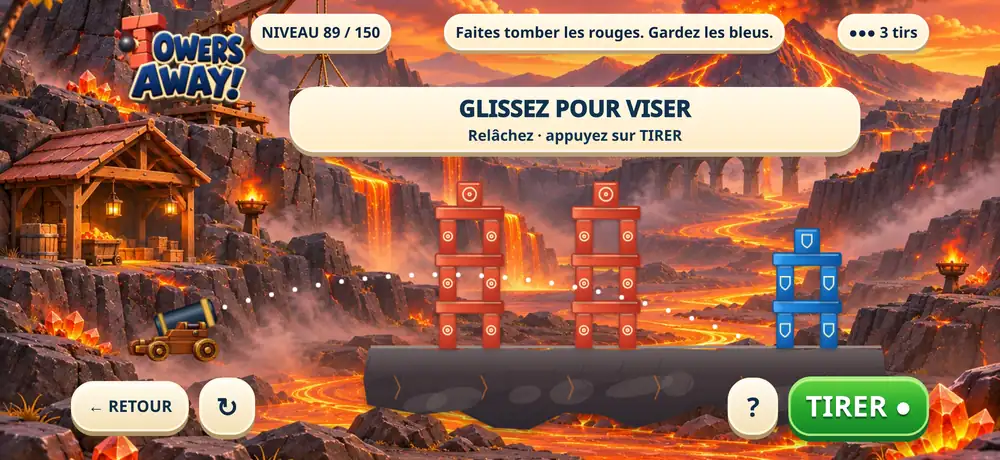 TOWERS
AWAY!
NIVEAU 89 / 150
Faites tomber les rouges. Gardez les bleus.
●●● 3 tirs
GLISSEZ POUR VISER
Relâchez · appuyez sur TIRER
← RETOUR
↻
?
TIRER ●